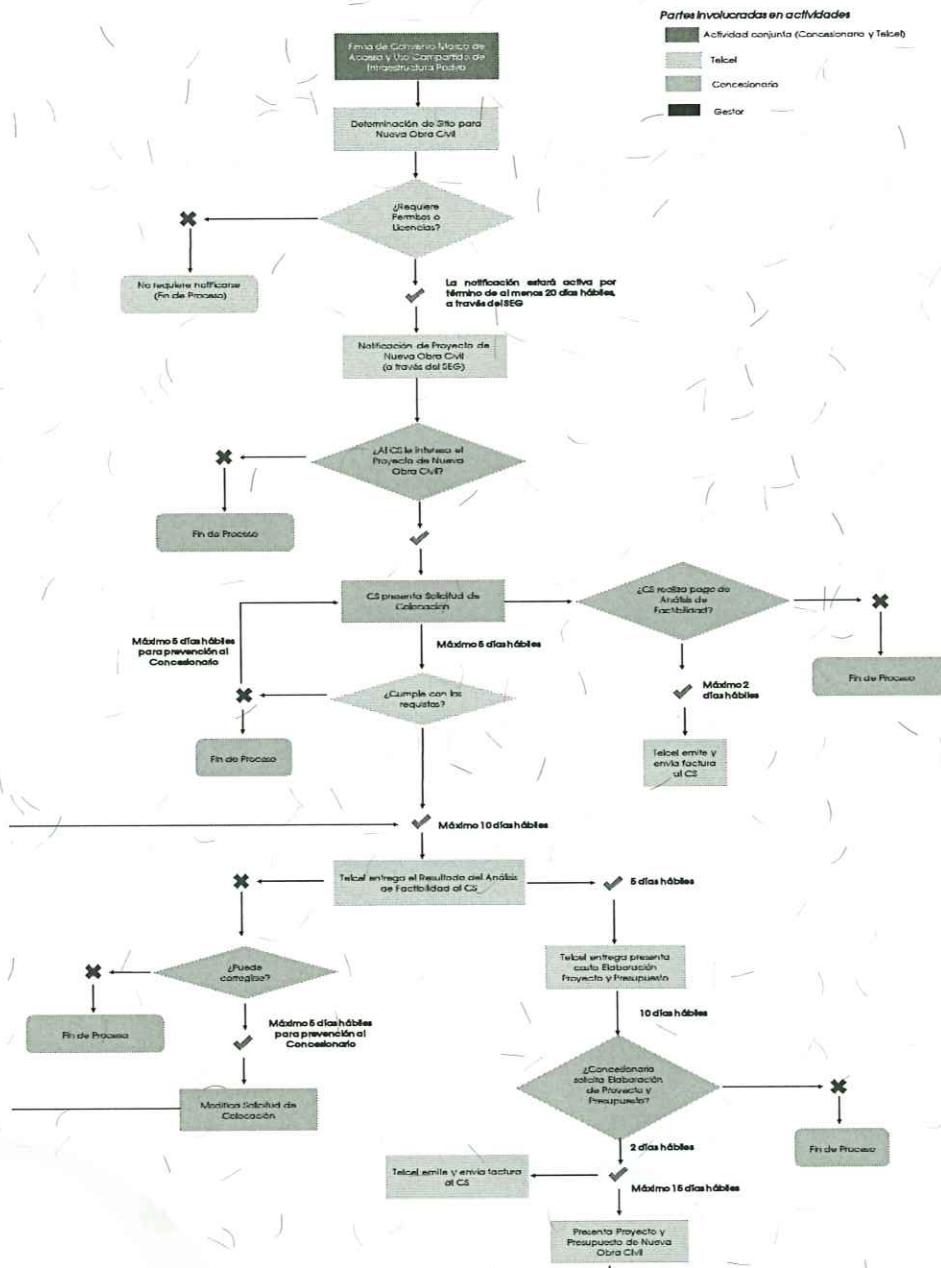 Partes involucradas en actividades
Actividad conjunta (Concesionario y Telcel)
Telcel
Concesionario
Gestor
Firma de Convenio Marco de
Acceso y Uso Compartido de
Infraestructura Pasiva
Determinación de Sitio para
Nueva Obra Civil
¿Requiere
Permisos o
Licencias?
No requiere notificarse
(Fin de Proceso)
La notificación estará activa por
término de al menos 20 días hábiles,
a través del SEG
Notificación de Proyecto de
Nueva Obra Civil
(a través del SEG)
¿Al CS le interesa el
Proyecto de Nueva
Obra Civil?
Fin de Proceso
CS presenta Solicitud de
Colocación
¿CS realiza pago de
Análisis de
Factibilidad?
Máximo 5 días hábiles
para prevención al
Concesionario
Máximo 5 días hábiles
Fin de Proceso
Máximo 2
días hábiles
¿Cumple con los
requistos?
Fin de Proceso
Telcel emite y
envía factura
al CS
Máximo 10 días hábiles
Telcel entrega el Resultado del Análisis
de Factibilidad al CS
5 días hábiles
¿Puede
corregirse?
Telcel entrega presenta
costo Elaboración
Proyecto y Presupuesto
Fin de Proceso
Máximo 5 días hábiles
para prevención al
Concesionario
10 días hábiles
Modifica Solicitud de
Colocación
¿Concesionario
solicita Elaboración
de Proyecto y
Presupuesto?
Fin de Proceso
2 días hábiles
Telcel emite y envía factura
al CS
Máximo 15 días hábiles
Presenta Proyecto y
Presupuesto de Nueva
Obra Civil